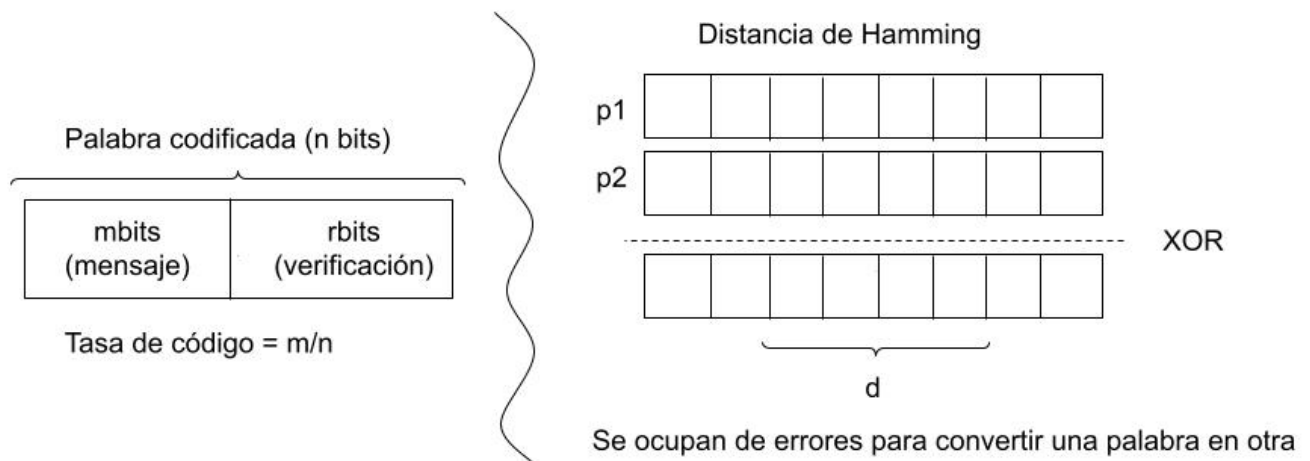 Palabra codificada (n bits)
mbits
(mensaje)
rbits
(verificación)
Tasa de código = m/n
Distancia de Hamming
p1
p2
XOR
d
Se ocupan de errores para convertir una palabra en otra